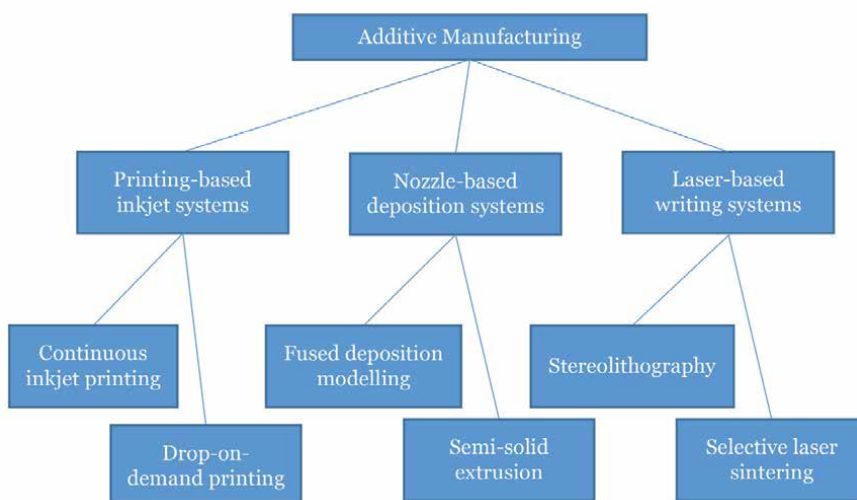 Additive Manufacturing
Printing-based
inkjet systems
Nozzle-based
deposition systems
Laser-based
writing systems
Continuous
inkjet printing
Fused deposition
modelling
Stereolithography
Drop-on-
demand printing
Semi-solid
extrusion
Selective laser
sintering